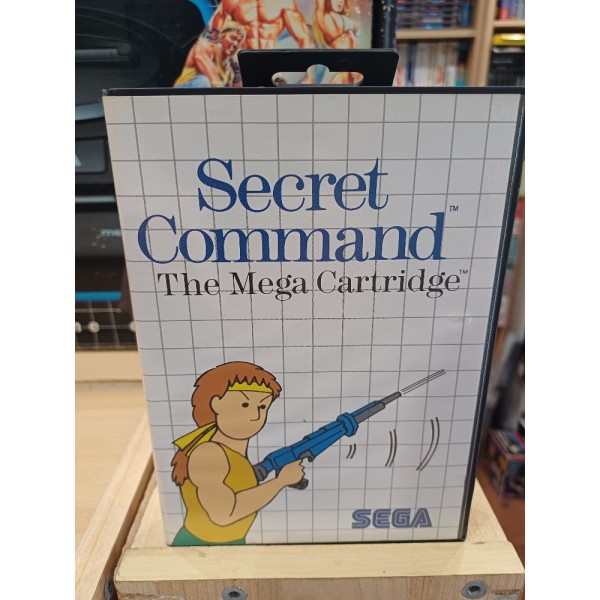 Secret
Command™
The Mega Cartridge™
SEGA